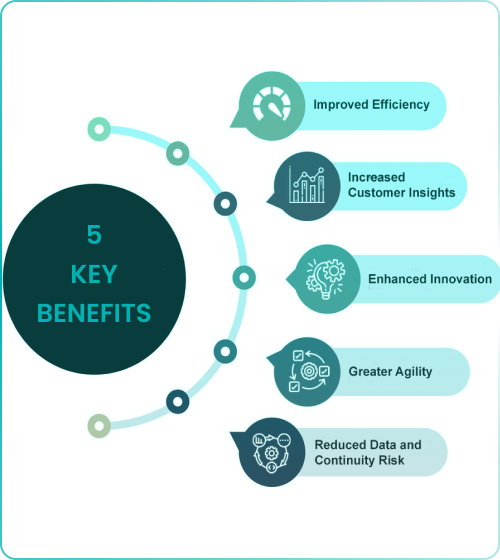 5
KEY
BENEFITS
Improved Efficiency
Increased
Customer Insights
Enhanced Innovation
Greater Agility
Reduced Data and
Continuity Risk